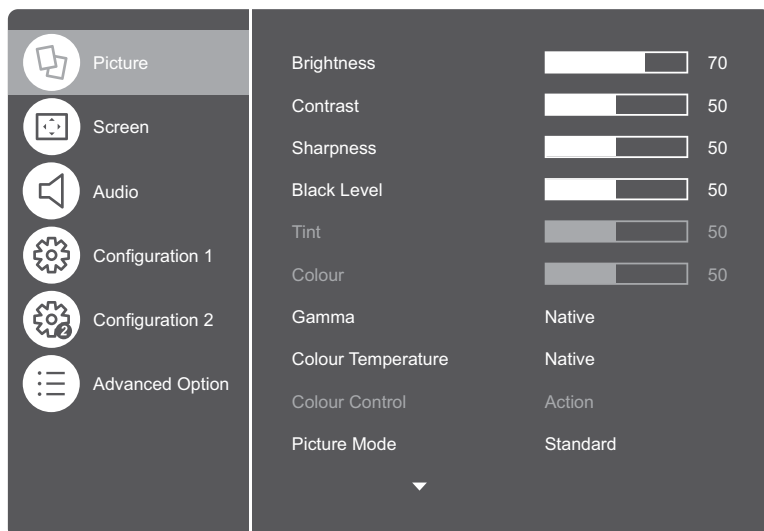 Picture
Screen
Audio
Configuration 1
Configuration 2
2
Advanced Option
Brightness 70
Contrast 50
Sharpness 50
Black Level 50
Tint 50
Colour 50
Gamma Native
Colour Temperature Native
Colour Control Action
Picture Mode Standard